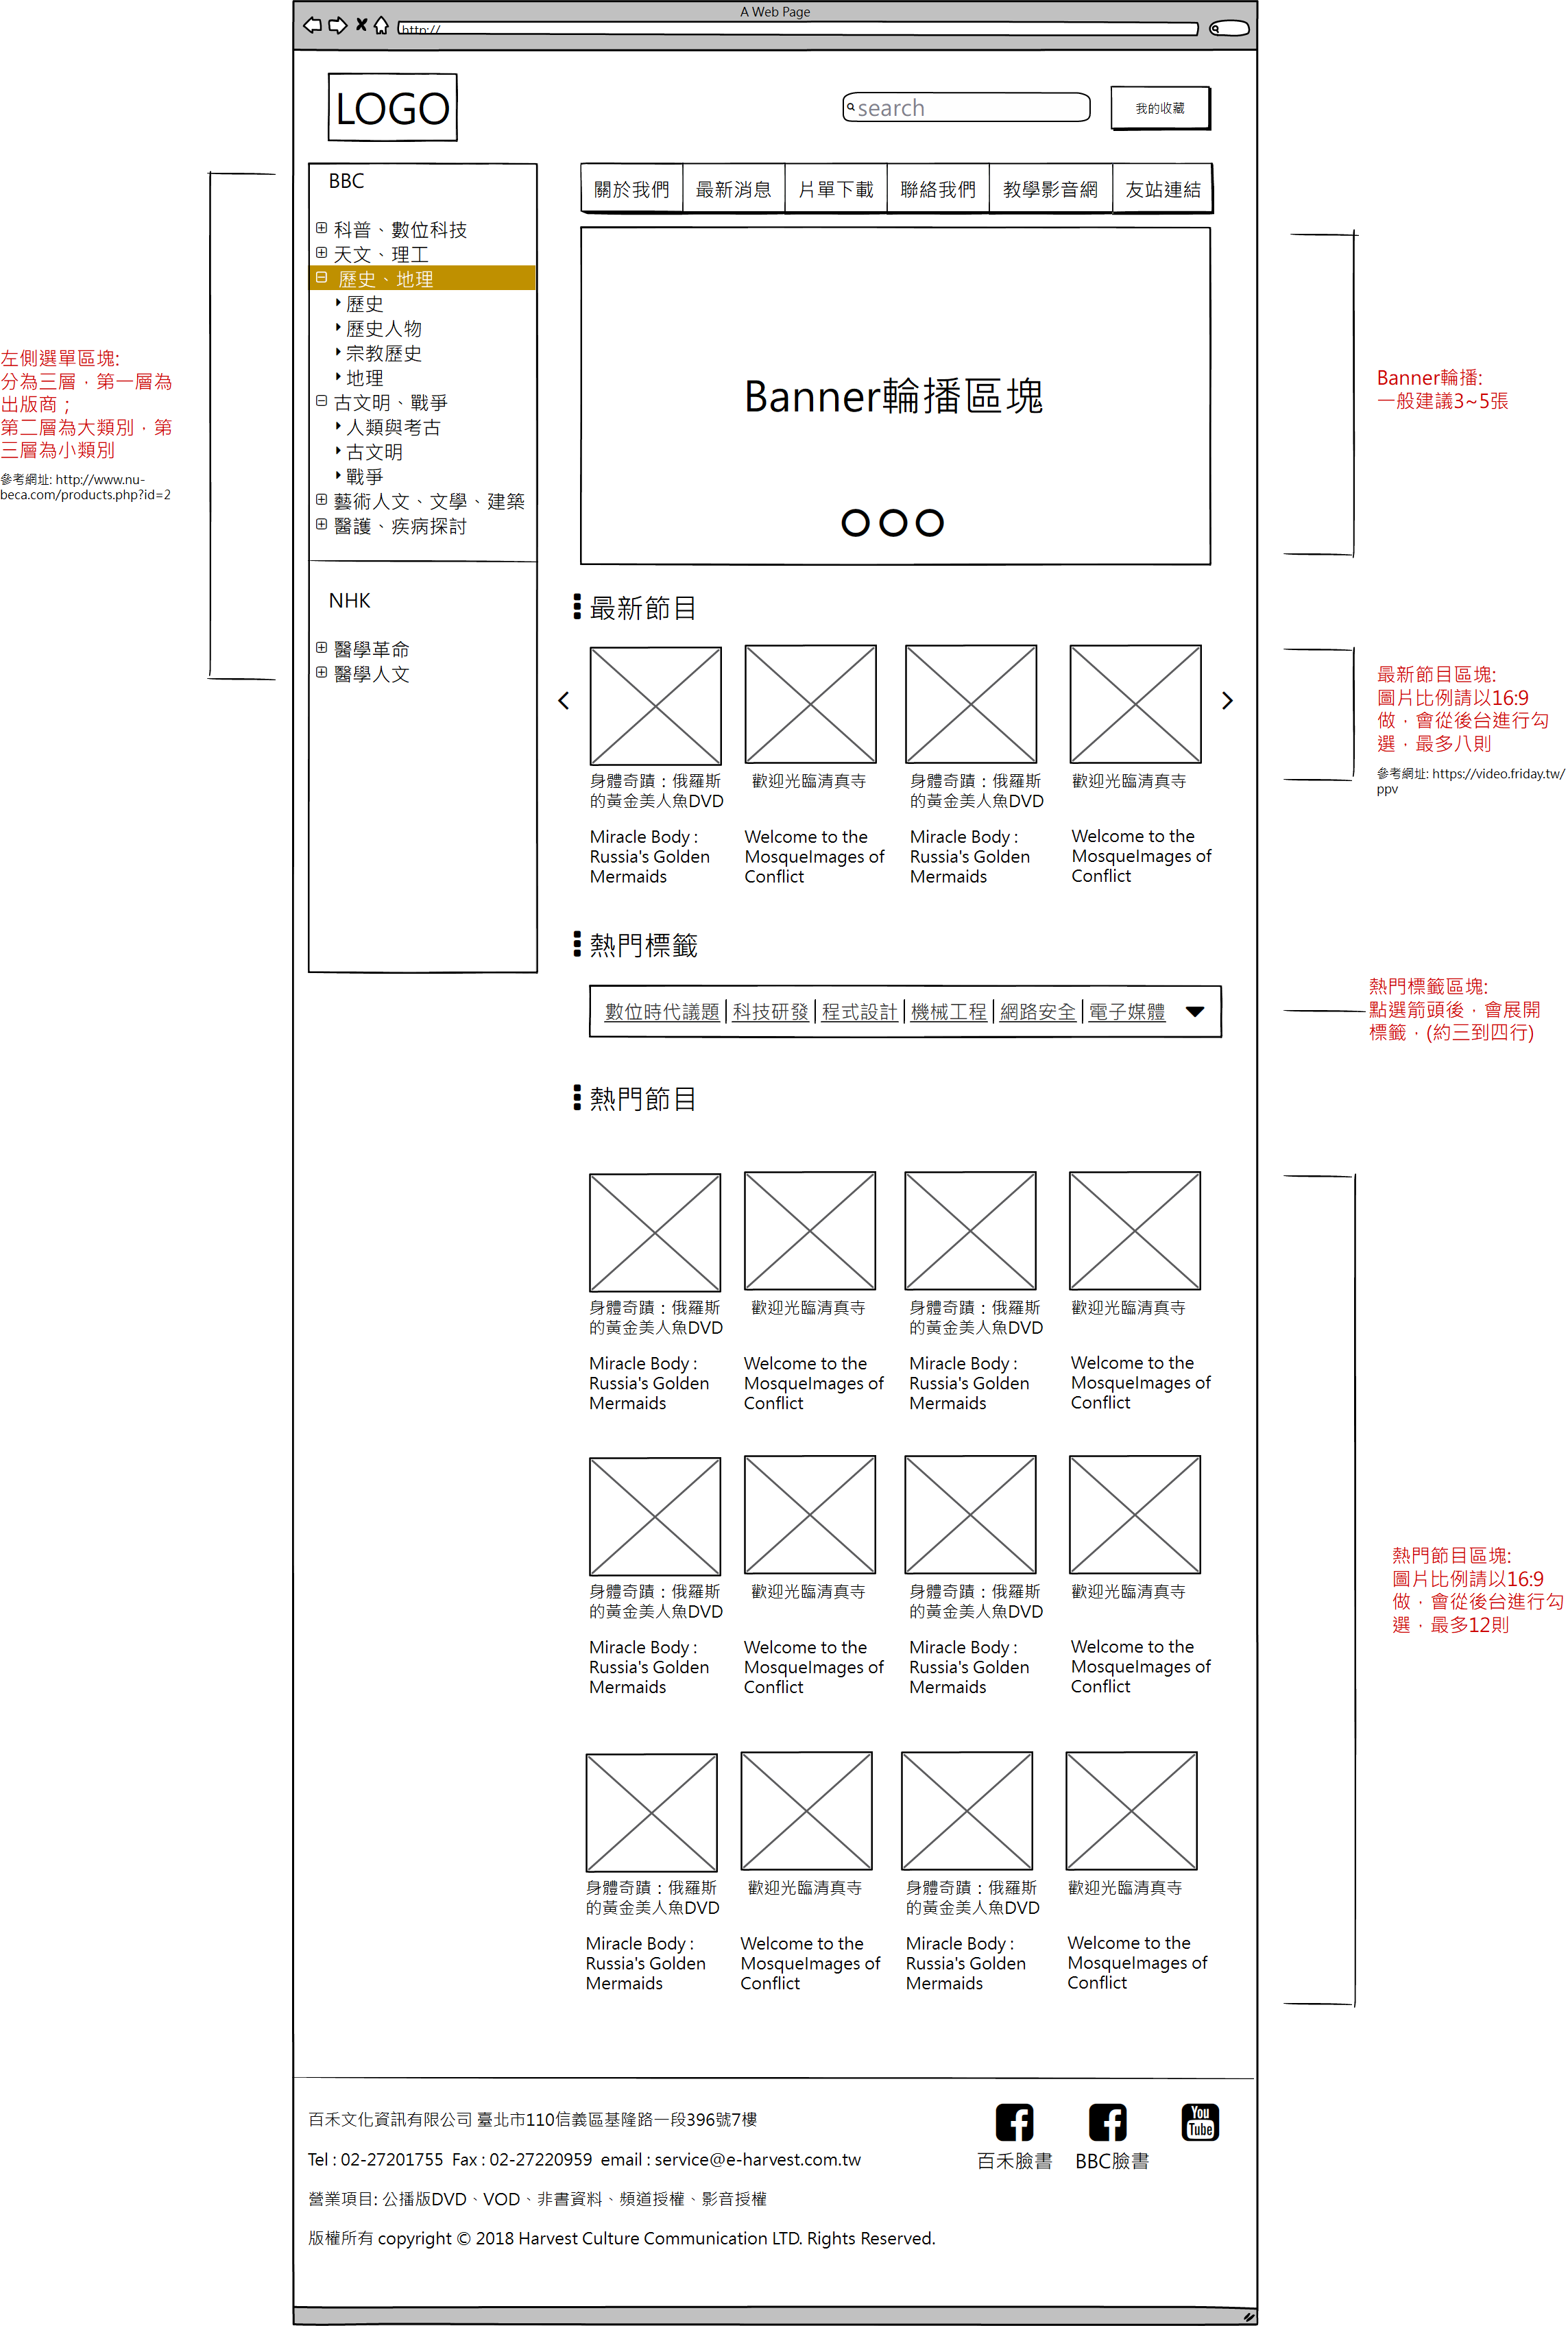 A Web Page
http://
LOGO
search
我的收藏
BBC
科普、數位科技
天文、理工
歷史、地理
歷史
歷史人物
宗教歷史
地理
古文明、戰爭
人類與考古
古文明
戰爭
藝術人文、文學、建築
醫護、疾病探討
NHK
醫學革命
醫學人文
左側選單區塊:
分為三層，第一層為
出版商；
第二層為大類別，第
三層為小類別
參考網址: http://www.nu-
beca.com/products.php?id=2
關於我們 最新消息 片單下載 聯絡我們 教學影音網 友站連結
Banner輪播區塊
Banner輪播:
一般建議3~5張
最新節目
身體奇蹟：俄羅斯
的黃金美人魚DVD
Miracle Body :
Russia's Golden
Mermaids
歡迎光臨清真寺
Welcome to the
MosqueImages of
Conflict
身體奇蹟：俄羅斯
的黃金美人魚DVD
Miracle Body :
Russia's Golden
Mermaids
歡迎光臨清真寺
Welcome to the
MosqueImages of
Conflict
最新節目區塊:
圖片比例請以16:9
做，會從後台進行勾
選，最多八則
參考網址: https://video.friday.tw/
ppv
熱門標籤
數位時代議題 | 科技研發 | 程式設計 | 機械工程 | 網路安全 | 電子媒體
熱門標籤區塊:
點選箭頭後，會展開
標籤，(約三到四行)
熱門節目
身體奇蹟：俄羅斯
的黃金美人魚DVD
Miracle Body :
Russia's Golden
Mermaids
歡迎光臨清真寺
Welcome to the
MosqueImages of
Conflict
身體奇蹟：俄羅斯
的黃金美人魚DVD
Miracle Body :
Russia's Golden
Mermaids
歡迎光臨清真寺
Welcome to the
MosqueImages of
Conflict
身體奇蹟：俄羅斯
的黃金美人魚DVD
Miracle Body :
Russia's Golden
Mermaids
歡迎光臨清真寺
Welcome to the
MosqueImages of
Conflict
身體奇蹟：俄羅斯
的黃金美人魚DVD
Miracle Body :
Russia's Golden
Mermaids
歡迎光臨清真寺
Welcome to the
MosqueImages of
Conflict
身體奇蹟：俄羅斯
的黃金美人魚DVD
Miracle Body :
Russia's Golden
Mermaids
歡迎光臨清真寺
Welcome to the
MosqueImages of
Conflict
身體奇蹟：俄羅斯
的黃金美人魚DVD
Miracle Body :
Russia's Golden
Mermaids
歡迎光臨清真寺
Welcome to the
MosqueImages of
Conflict
熱門節目區塊:
圖片比例請以16:9
做，會從後台進行勾
選，最多12則
百禾文化資訊有限公司 臺北市110信義區基隆路一段396號7樓
Tel : 02-27201755 Fax : 02-27220959 email : service@e-harvest.com.tw
營業項目: 公播版DVD、VOD、非書資料、頻道授權、影音授權
版權所有 copyright © 2018 Harvest Culture Communication LTD. Rights Reserved.
百禾臉書
BBC臉書
You
Tube